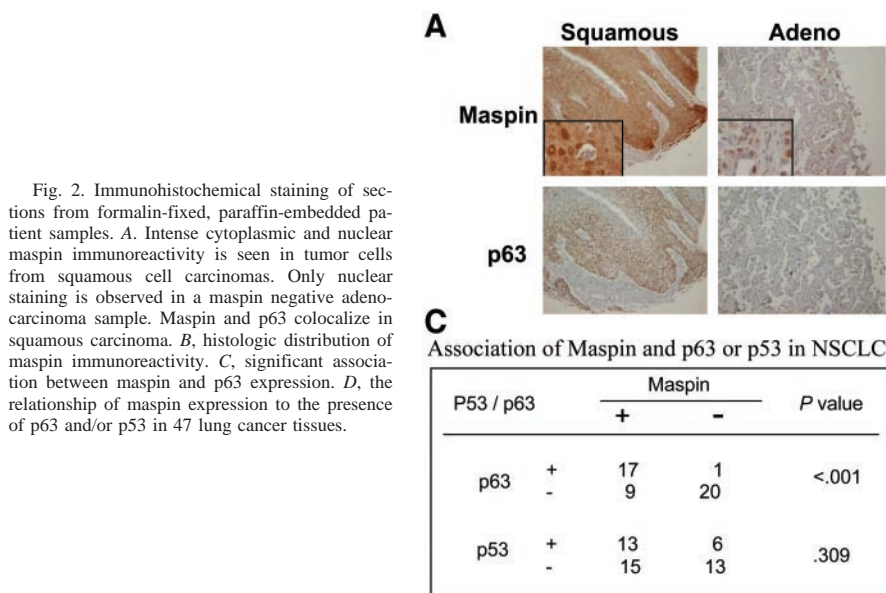 Fig. 2. Immunohistochemical staining of sec-
tions from formalin-fixed, paraffin-embedded pa-
tient samples. A. Intense cytoplasmic and nuclear
maspin immunoreactivity is seen in tumor cells
from squamous cell carcinomas. Only nuclear
staining is observed in a maspin negative adeno-
carcinoma sample. Maspin and p63 colocalize in
squamous carcinoma. B, histologic distribution of
maspin immunoreactivity. C, significant associa-
tion between maspin and p63 expression. D, the
relationship of maspin expression to the presence
of p63 and/or p53 in 47 lung cancer tissues.
A
Squamous Adeno
Maspin
p63
C
Association of Maspin and p63 or p53 in NSCLC
P53 / p63 Maspin P value
+ -
p63 + 17 1 <.001
- 9 20
p53 + 13 6 .309
- 15 13